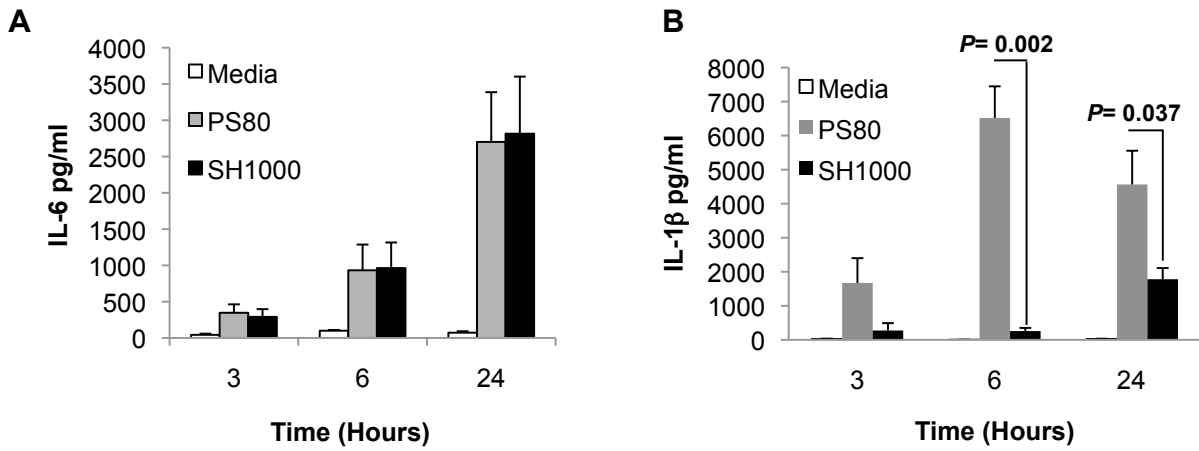 A
4000
3500
3000
2500
2000
1500
1000
500
0
IL-6 pg/ml
Media
PS80
SH1000
3 6 24
Time (Hours)
B
P= 0.002
P= 0.037
8000
7000
6000
5000
4000
3000
2000
1000
0
IL-1β pg/ml
Media
PS80
SH1000
3 6 24
Time (Hours)